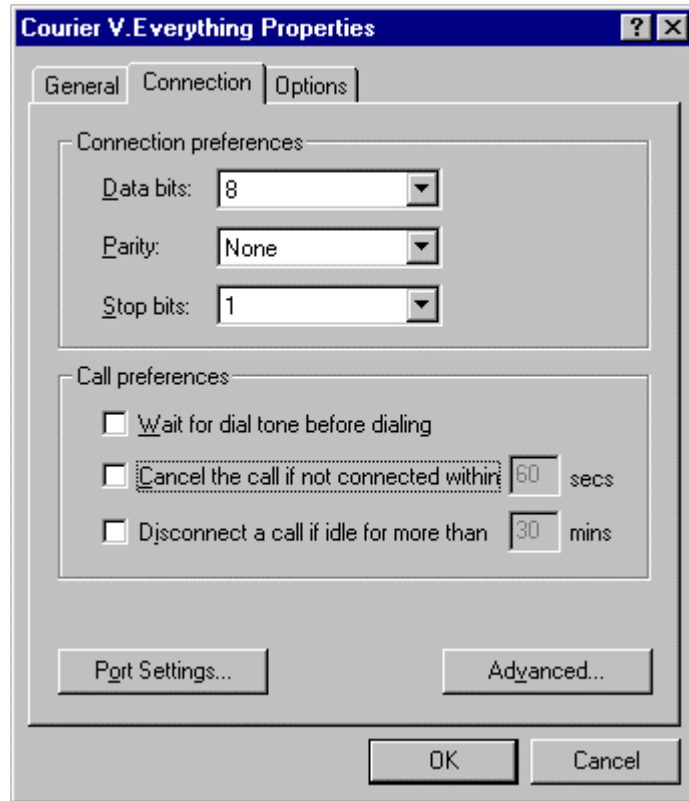 Courier V.Everything Properties ? X
General Connection Options
Connection preferences
Data bits: 8
Parity: None
Stop bits: 1
Call preferences
Wait for dial tone before dialing
Cancel the call if not connected within 60 secs
Disconnect a call if idle for more than 30 mins
Port Settings... Advanced...
OK Cancel